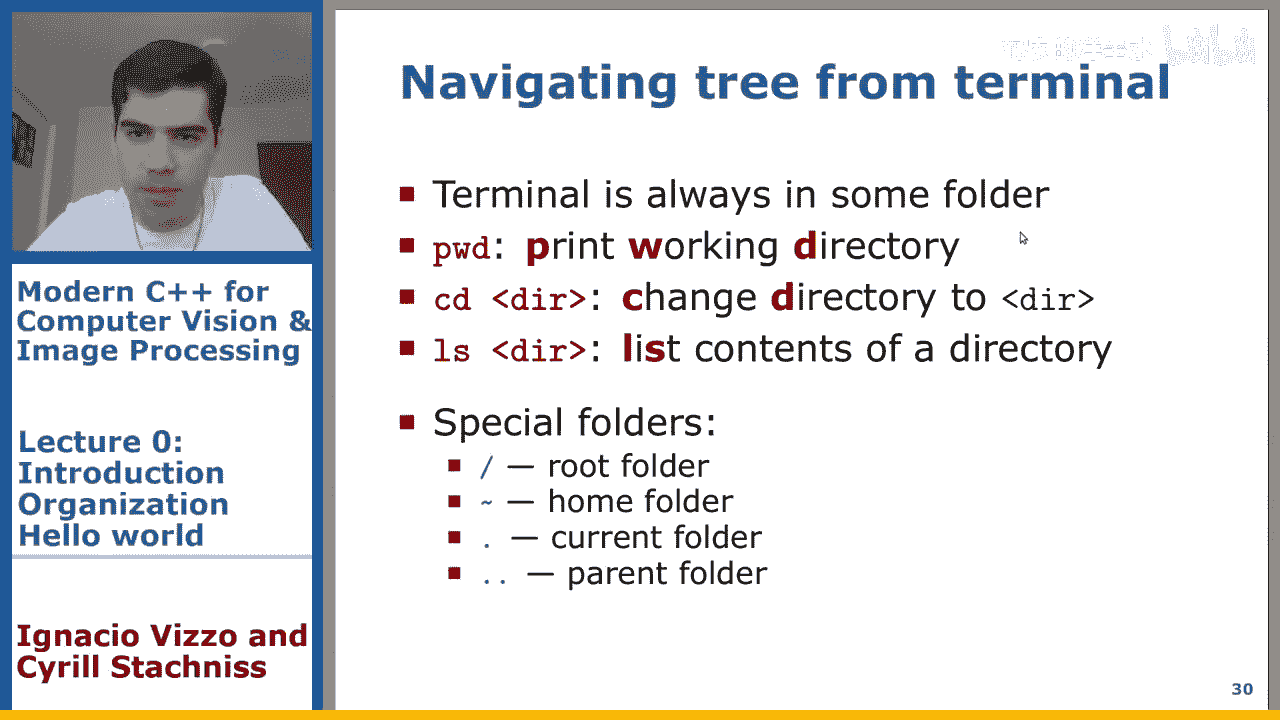 Navigating tree from terminal
Terminal is always in some folder
pwd: print working directory
cd <dir>: change directory to <dir>
ls <dir>: list contents of a directory
Special folders:
/ — root folder
~ — home folder
. — current folder
.. — parent folder
30
Modern C++ for
Computer Vision &
Image Processing
Lecture 0:
Introduction
Organization
Hello world
Ignacio Vizzo and
Cyrill Stachniss